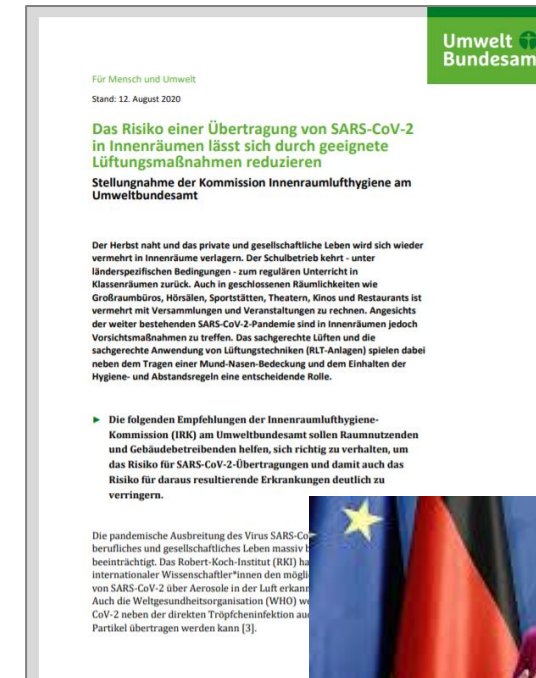 Umwelt
Bundesam
Für Mensch und Umwelt
Stand: 12. August 2020
Das Risiko einer Übertragung von SARS-CoV-2
in Innenräumen lässt sich durch geeignete
Lüftungsmaßnahmen reduzieren
Stellungnahme der Kommission Innenraumlufthygiene am
Umweltbundesamt
Der Herbst naht und das private und gesellschaftliche Leben wird sich wieder
vermehrt in Innenräume verlagern. Der Schulbetrieb kehrt - unter
länderspezifischen Bedingungen - zum regulären Unterricht in
Klassenräumen zurück. Auch in geschlossenen Räumlichkeiten wie
Großraumbüros, Hörsälen, Sportstätten, Theatern, Kinos und Restaurants ist
vermehrt mit Versammlungen und Veranstaltungen zu rechnen. Angesichts
der weiter bestehenden SARS-CoV-2-Pandemie sind in Innenräumen jedoch
Vorsichtsmaßnahmen zu treffen. Das sachgerechte Lüften und die
sachgerechte Anwendung von Lüftungstechniken (RLT-Anlagen) spielen dabei
neben dem Tragen einer Mund-Nasen-Bedeckung und dem Einhalten der
Hygiene- und Abstandsregeln eine entscheidende Rolle.
► Die folgenden Empfehlungen der Innenraumlufthygiene-
Kommission (IRK) am Umweltbundesamt sollen Raumnutzenden
und Gebäudebetreibenden helfen, sich richtig zu verhalten, um
das Risiko für SARS-CoV-2-Übertragungen und damit auch das
Risiko für daraus resultierende Erkrankungen deutlich zu
verringern.
Die pandemische Ausbreitung des Virus SARS-Co
berufliches und gesellschaftliches Leben massiv b
beeinträchtigt. Das Robert-Koch-Institut (RKI) ha
internationaler Wissenschaftler*innen den mögli
von SARS-CoV-2 über Aerosole in der Luft erkann
Auch die Weltgesundheitsorganisation (WHO) we
CoV-2 neben der direkten Tröpfcheninfektion auc
Partikel übertragen werden kann [3].